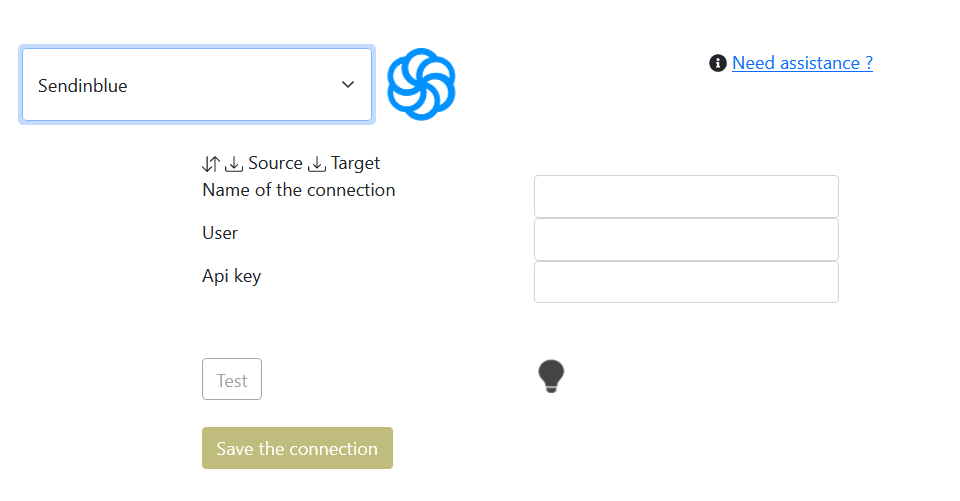 Sendinblue
Need assistance ?
Source Target
Name of the connection
User
Api key
Test
Save the connection